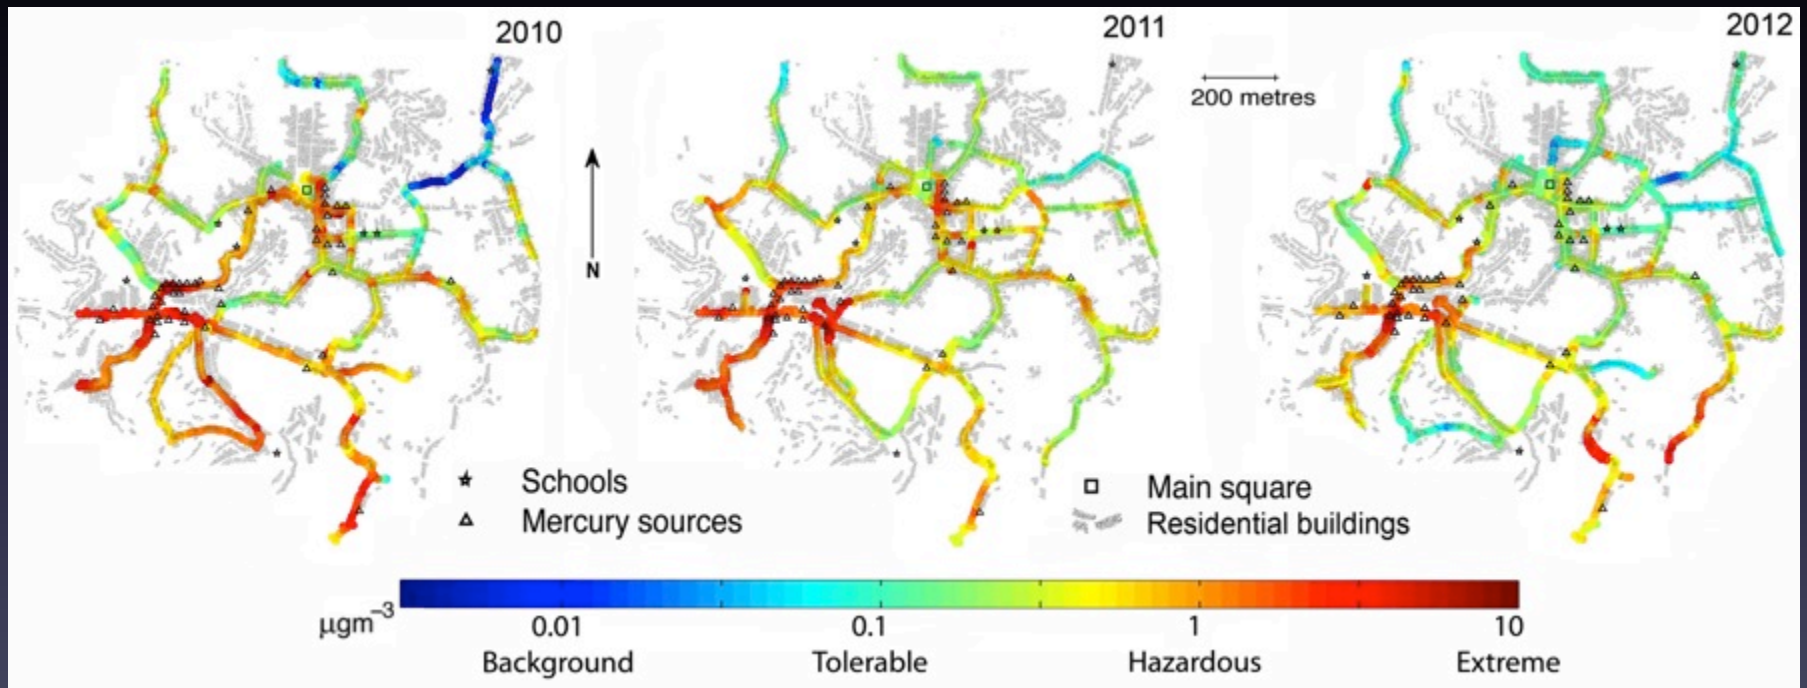 2010
2011
2012
200 metres
N
Schools
Mercury sources
Main square
Residential buildings
μgm⁻³
0.01
0.1
1
10
Background
Tolerable
Hazardous
Extreme